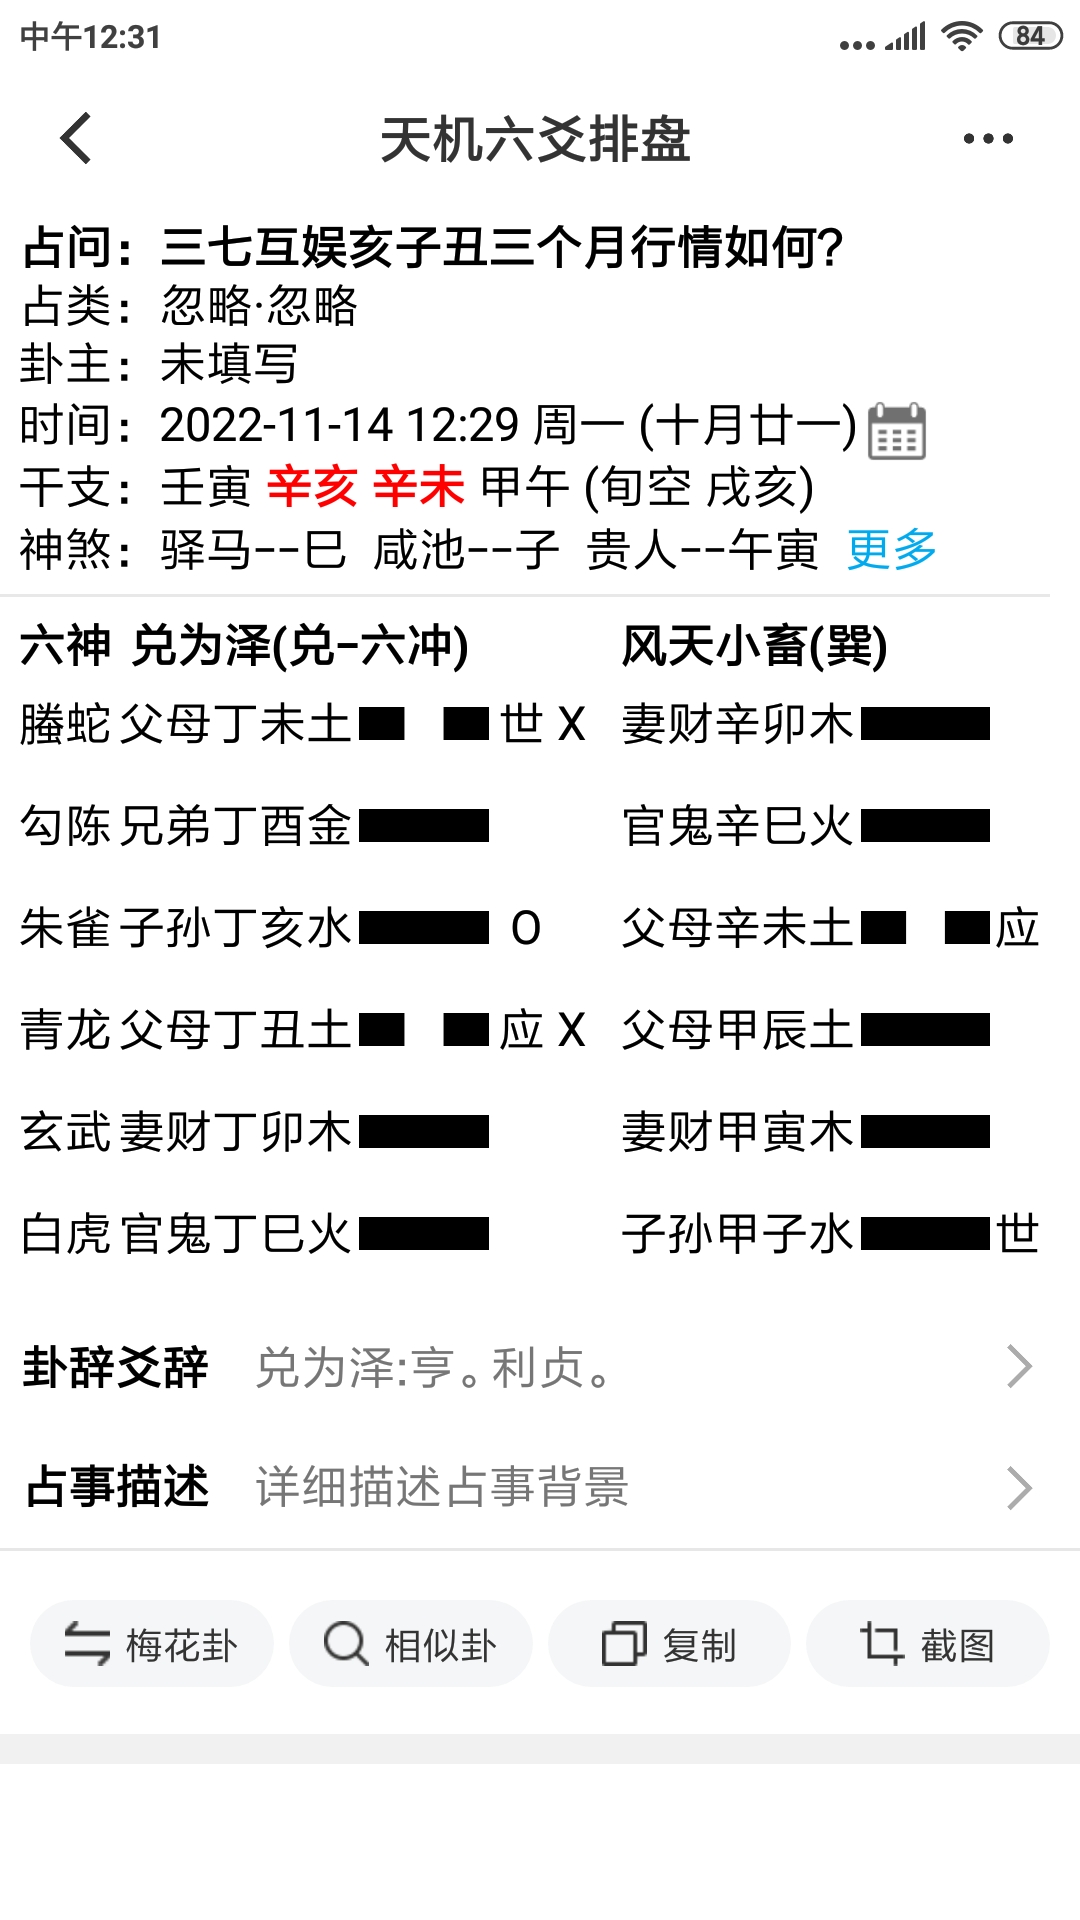 中午12:31
84
天机六爻排盘
占问：三七互娱亥子丑三个月行情如何?
占类：忽略·忽略
卦主：未填写
时间：2022-11-14 12:29 周一 (十月廿一)
干支：壬寅 辛亥 辛未 甲午 (旬空 戌亥)
神煞：驿马--巳 咸池--子 贵人--午寅 更多
六神 兑为泽(兑-六冲) 风天小畜(巽)
螣蛇 父母丁未土 世 X 妻财辛卯木
勾陈 兄弟丁酉金 官鬼辛巳火
朱雀 子孙丁亥水 O 父母辛未土 应
青龙 父母丁丑土 应 X 父母甲辰土
玄武 妻财丁卯木 妻财甲寅木
白虎 官鬼丁巳火 子孙甲子水 世
卦辞爻辞 兑为泽:亨。利贞。
占事描述 详细描述占事背景
梅花卦 相似卦 复制 截图